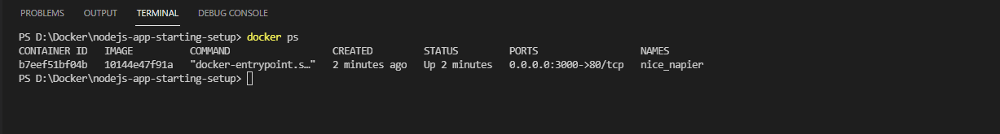 PROBLEMS OUTPUT TERMINAL DEBUG CONSOLE
PS D:\Docker\nodejs-app-starting-setup> docker ps
CONTAINER ID IMAGE COMMAND CREATED STATUS PORTS NAMES
b7eef51bf04b 10144e47f91a "docker-entrypoint.s…" 2 minutes ago Up 2 minutes 0.0.0.0:3000->80/tcp nice_napier
PS D:\Docker\nodejs-app-starting-setup>